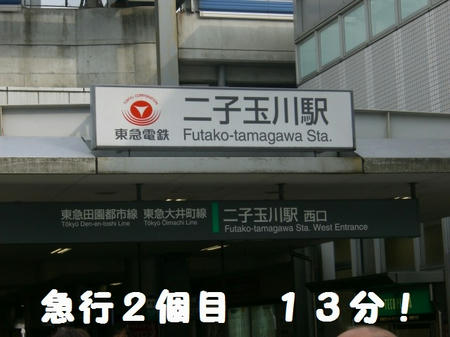 TOKYU CORPORATION
東急電鉄
二子玉川駅
Futako-tamagawa Sta.
東急田園都市線 東急大井町線
Tōkyū Den-en-toshi Line Tōkyū Ōimachi Line
二子玉川駅 西口
Futako-tamagawa Sta. West Entrance
急行2個目 13分!